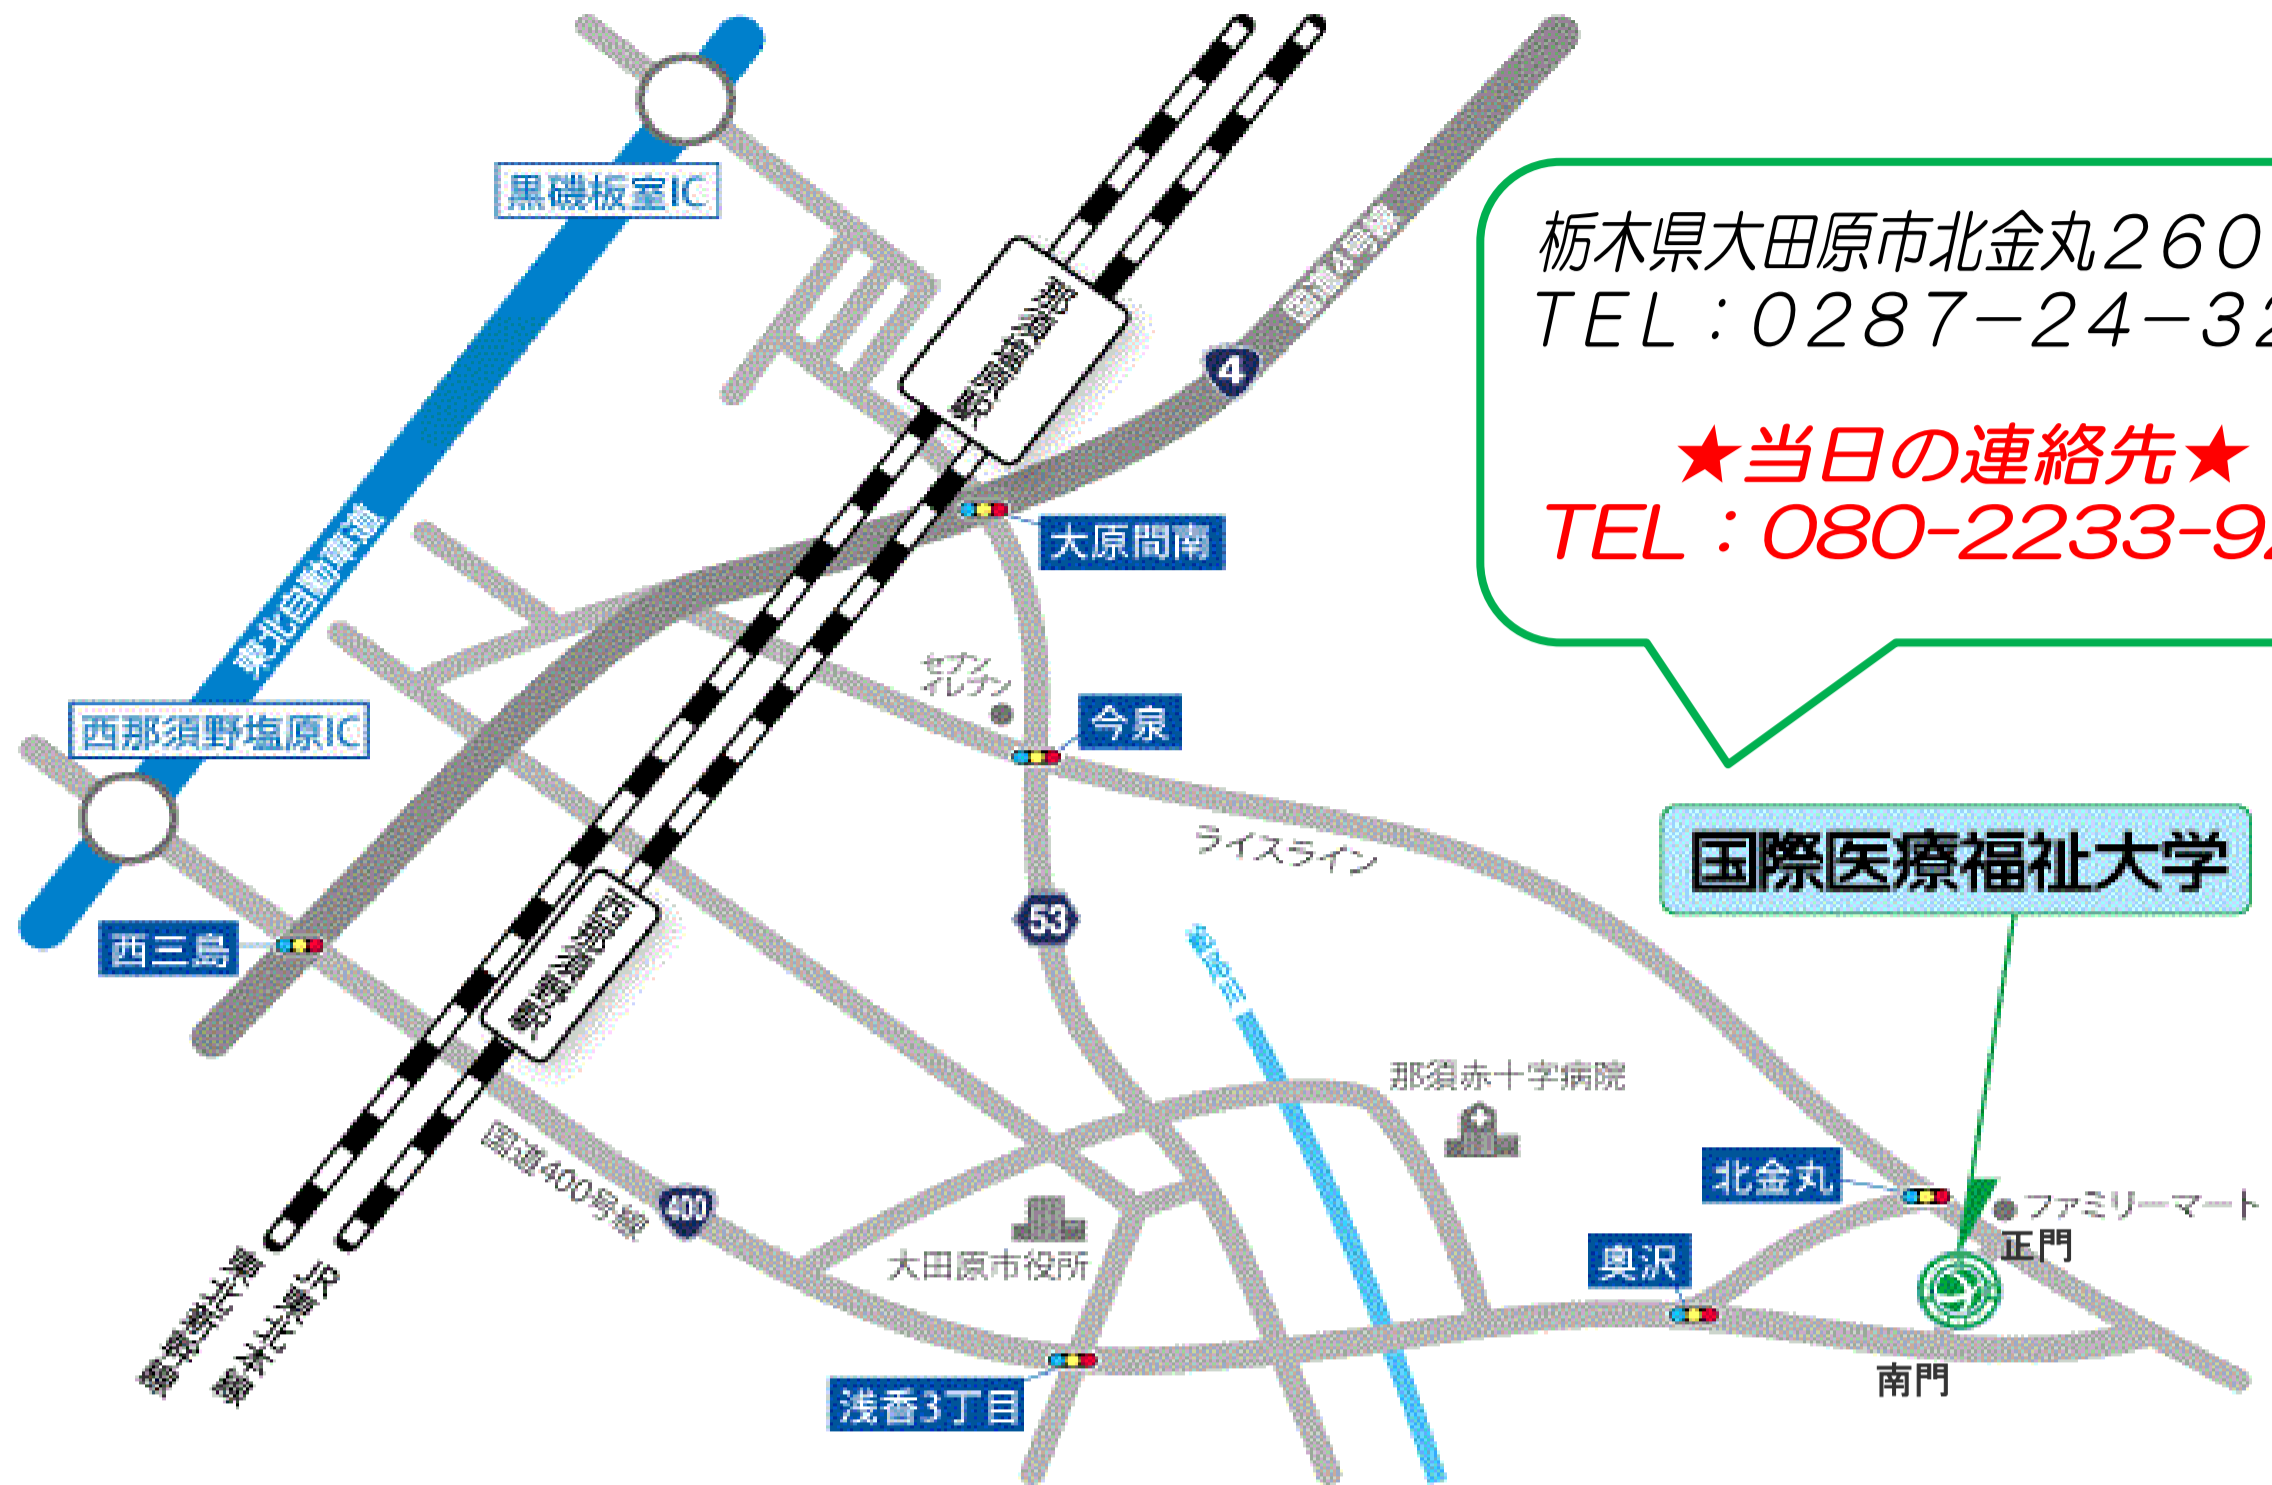 黒磯板室IC
栃木県大田原市北金丸260
TEL：0287－24－32
★当日の連絡先★
TEL：080-2233-92
国道4号線
4
那須塩原駅
大原間南
東北自動車道
セブン
イレブン
今泉
西那須野塩原IC
ライスライン
国際医療福祉大学
西三島
53
西那須野駅
那須赤十字病院
北金丸
ファミリーマート
正門
国道400号線
400
大田原市役所
奥沢
東北新幹線
JR東北本線
南門
浅香3丁目